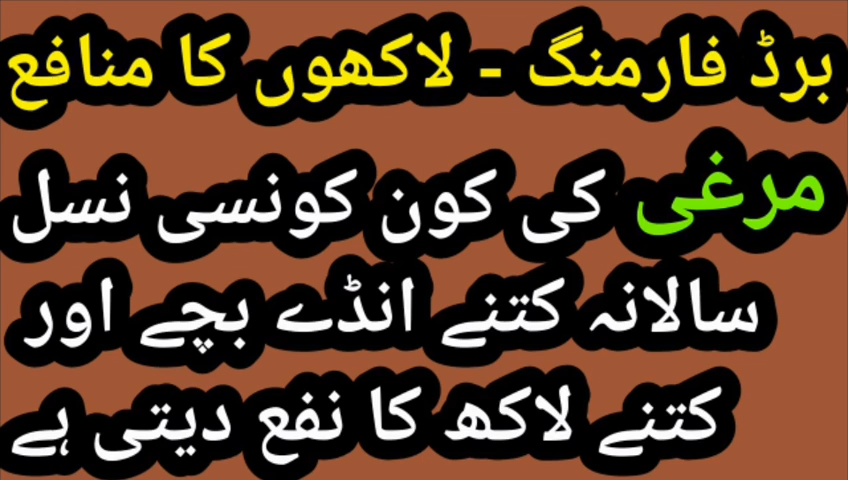 برڈ فارمنگ - لاکھوں کا منافع
مرغی کی کون کونسی نسل
سالانہ کتنے انڈے بچے اور
کتنے لاکھ کا نفع دیتی ہے